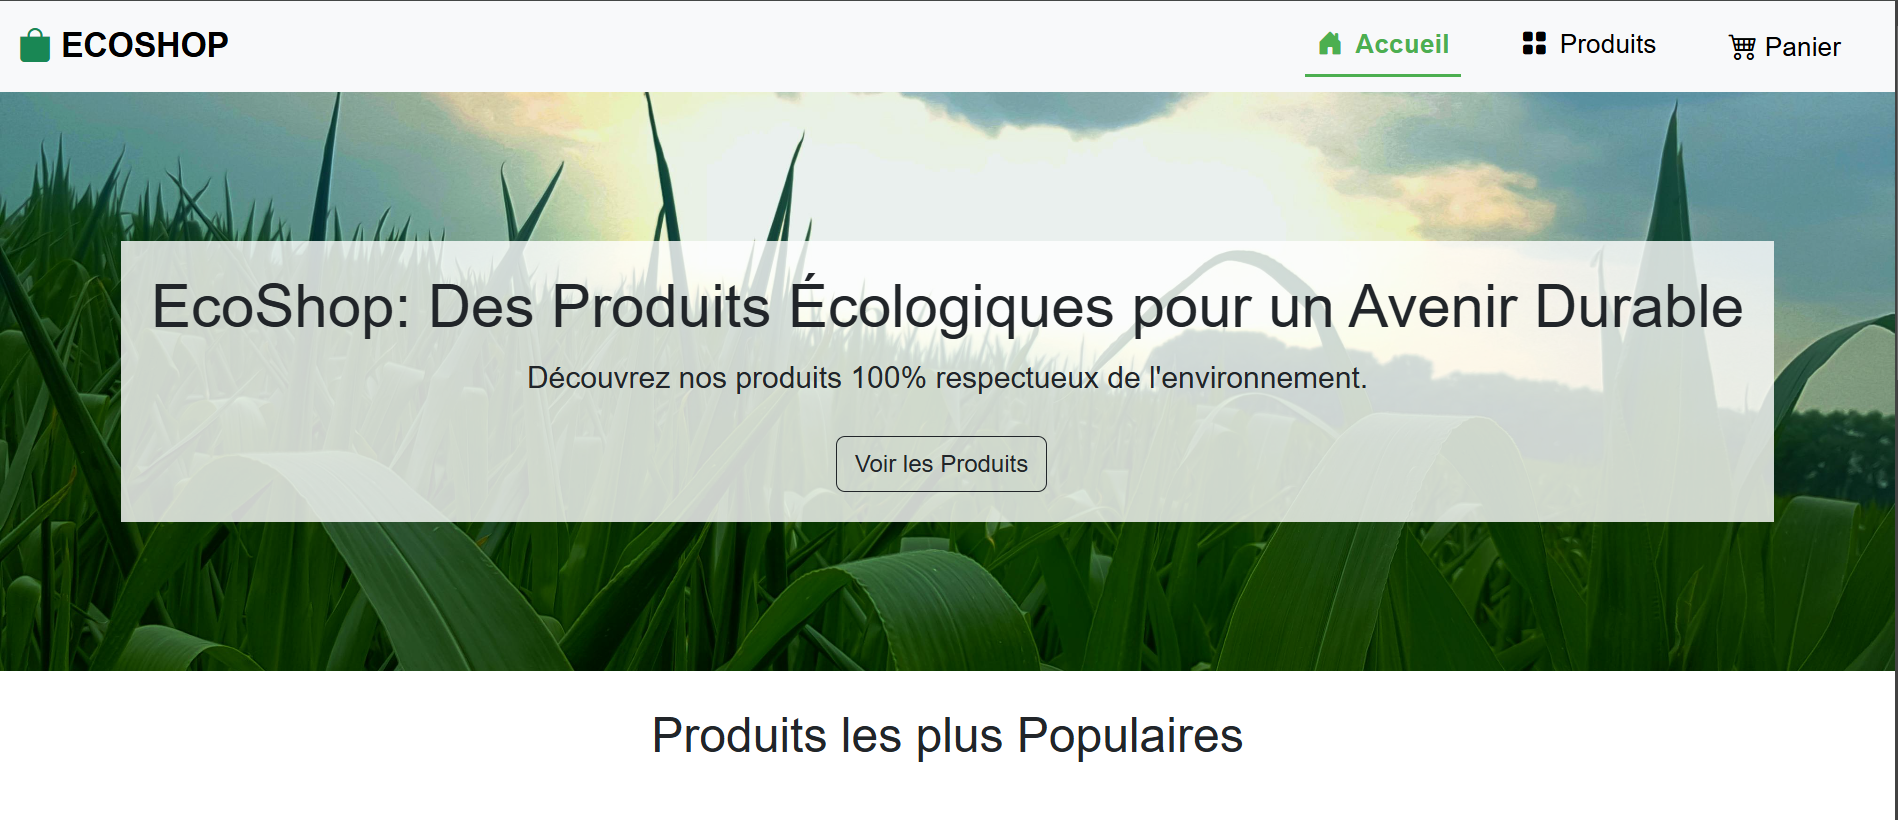 ECOSHOP
Accueil
Produits
Panier
EcoShop: Des Produits Écologiques pour un Avenir Durable
Découvrez nos produits 100% respectueux de l'environnement.
Voir les Produits
Produits les plus Populaires